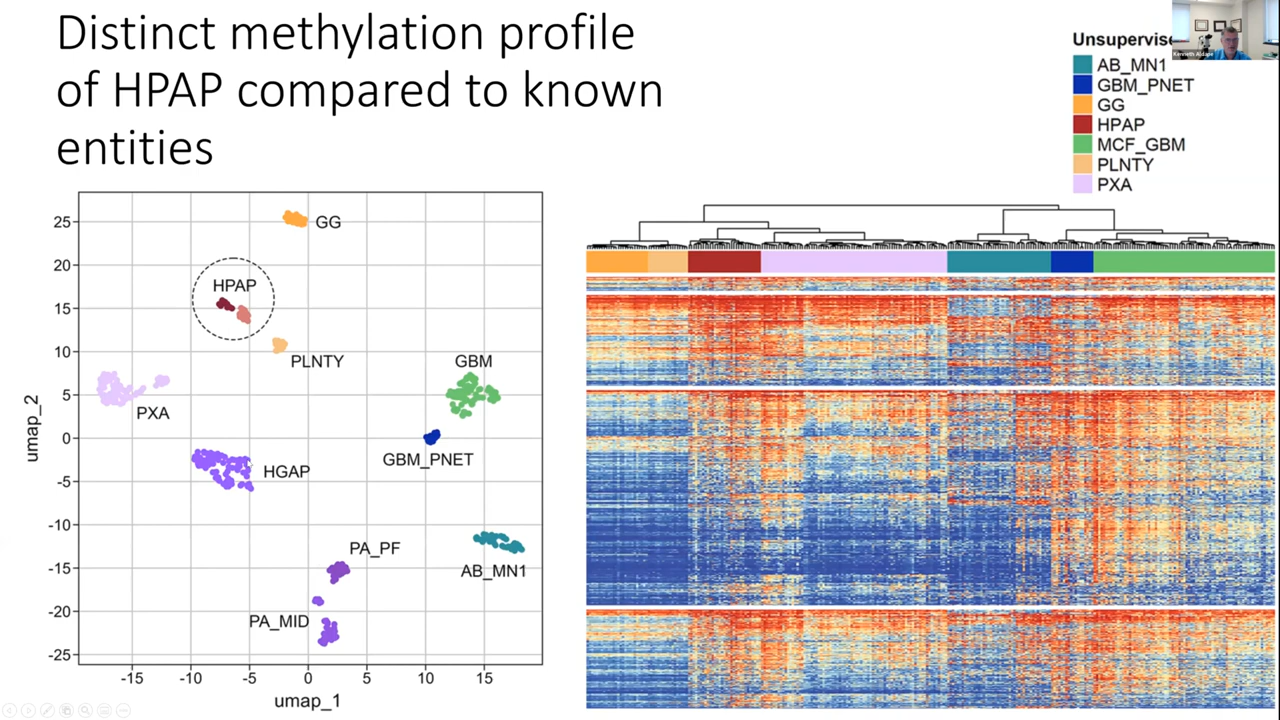 Distinct methylation profile
of HPAP compared to known
entities
Kenneth Aldape
Unsupervise
AB_MN1
GBM_PNET
GG
HPAP
MCF_GBM
PLNTY
PXA
25
20
15
10
5
0
-5
-10
-15
-20
-25
umap_2
GG
HPAP
PLNTY
GBM
PXA
GBM_PNET
HGAP
PA_PF
AB_MN1
PA_MID
-15
-10
-5
0
5
10
15
umap_1